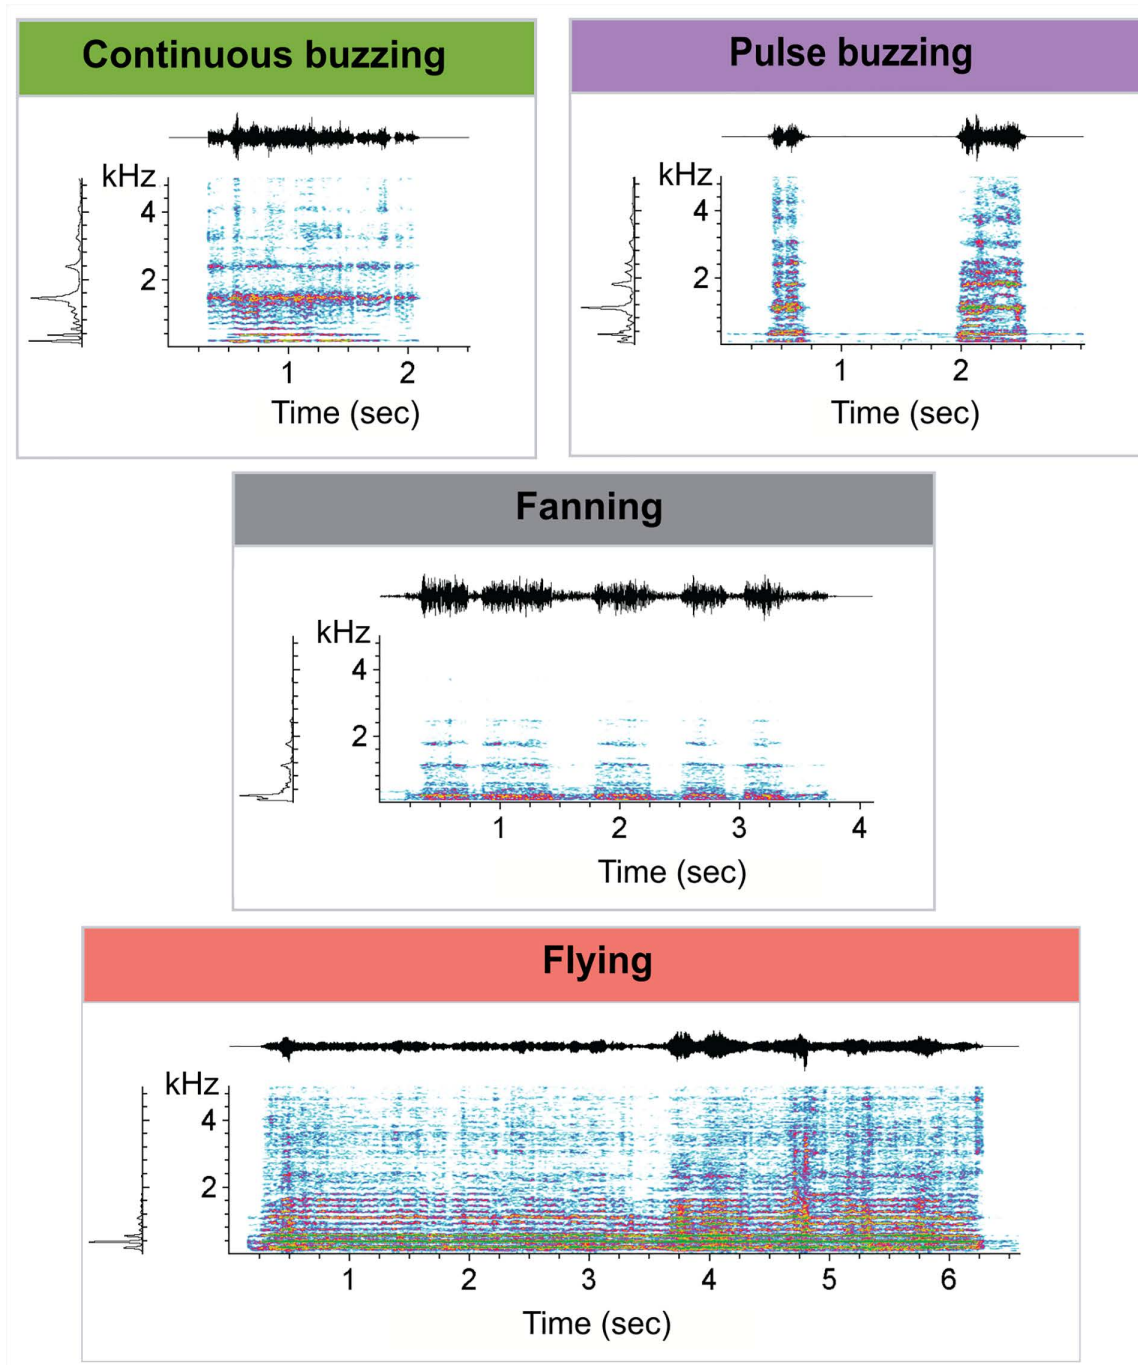 Continuous buzzing
kHz
4
2
1 2
Time (sec)
Pulse buzzing
kHz
4
2
1 2
Time (sec)
Fanning
kHz
4
2
1 2 3 4
Time (sec)
Flying
kHz
4
2
1 2 3 4 5 6
Time (sec)